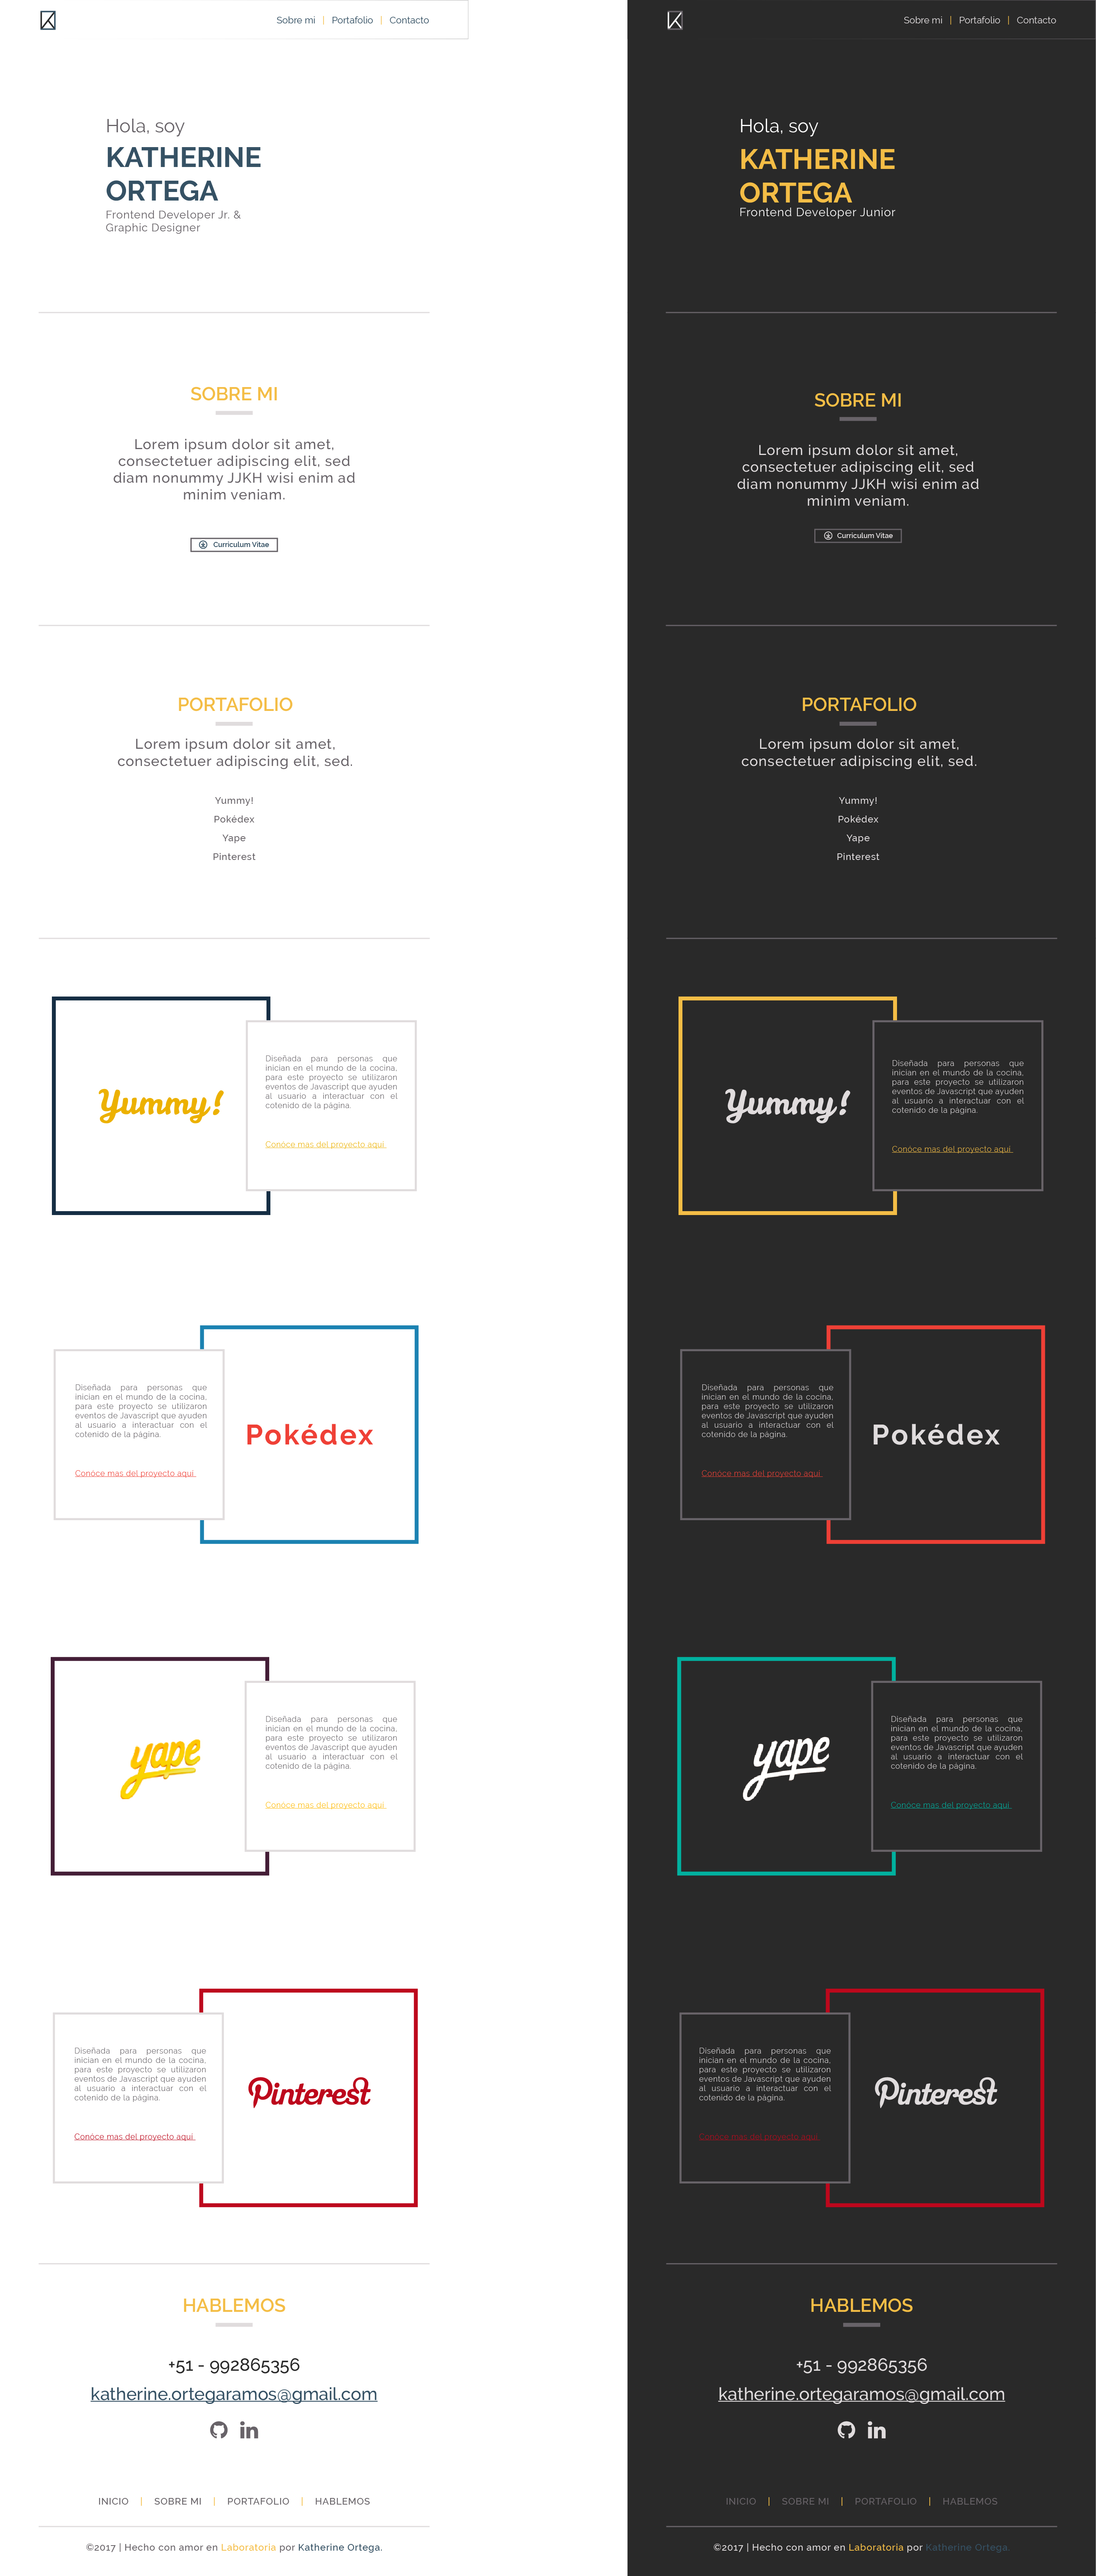 Sobre mi | Portafolio | Contacto
Hola, soy
KATHERINE
ORTEGA
Frontend Developer Jr. &
Graphic Designer
SOBRE MI
Lorem ipsum dolor sit amet,
consectetuer adipiscing elit, sed
diam nonummy JJKH wisi enim ad
minim veniam.
Curriculum Vitae
PORTAFOLIO
Lorem ipsum dolor sit amet,
consectetuer adipiscing elit, sed.
Yummy!
Pokédex
Yape
Pinterest
Yummy!
Diseñada para personas que
inician en el mundo de la cocina,
para este proyecto se utilizaron
eventos de Javascript que ayuden
al usuario a interactuar con el
cotenido de la página.
Conóce mas del proyecto aquí
Diseñada para personas que
inician en el mundo de la cocina,
para este proyecto se utilizaron
eventos de Javascript que ayuden
al usuario a interactuar con el
cotenido de la página.
Conóce mas del proyecto aquí
Pokédex
yape
Diseñada para personas que
inician en el mundo de la cocina,
para este proyecto se utilizaron
eventos de Javascript que ayuden
al usuario a interactuar con el
cotenido de la página.
Conóce mas del proyecto aquí
Diseñada para personas que
inician en el mundo de la cocina,
para este proyecto se utilizaron
eventos de Javascript que ayuden
al usuario a interactuar con el
cotenido de la página.
Conóce mas del proyecto aquí
Pinterest
HABLEMOS
+51 - 992865356
katherine.ortegaramos@gmail.com
in
INICIO | SOBRE MI | PORTAFOLIO | HABLEMOS
©2017 | Hecho con amor en Laboratoria por Katherine Ortega.
Sobre mi | Portafolio | Contacto
Hola, soy
KATHERINE
ORTEGA
Frontend Developer Junior
SOBRE MI
Lorem ipsum dolor sit amet,
consectetuer adipiscing elit, sed
diam nonummy JJKH wisi enim ad
minim veniam.
Curriculum Vitae
PORTAFOLIO
Lorem ipsum dolor sit amet,
consectetuer adipiscing elit, sed.
Yummy!
Pokédex
Yape
Pinterest
Yummy!
Diseñada para personas que
inician en el mundo de la cocina,
para este proyecto se utilizaron
eventos de Javascript que ayuden
al usuario a interactuar con el
cotenido de la página.
Conóce mas del proyecto aquí
Diseñada para personas que
inician en el mundo de la cocina,
para este proyecto se utilizaron
eventos de Javascript que ayuden
al usuario a interactuar con el
cotenido de la página.
Conóce mas del proyecto aquí
Pokédex
yape
Diseñada para personas que
inician en el mundo de la cocina,
para este proyecto se utilizaron
eventos de Javascript que ayuden
al usuario a interactuar con el
cotenido de la página.
Conóce mas del proyecto aquí
Diseñada para personas que
inician en el mundo de la cocina,
para este proyecto se utilizaron
eventos de Javascript que ayuden
al usuario a interactuar con el
cotenido de la página.
Conóce mas del proyecto aquí
Pinterest
HABLEMOS
+51 - 992865356
katherine.ortegaramos@gmail.com
in
INICIO | SOBRE MI | PORTAFOLIO | HABLEMOS
©2017 | Hecho con amor en Laboratoria por Katherine Ortega.